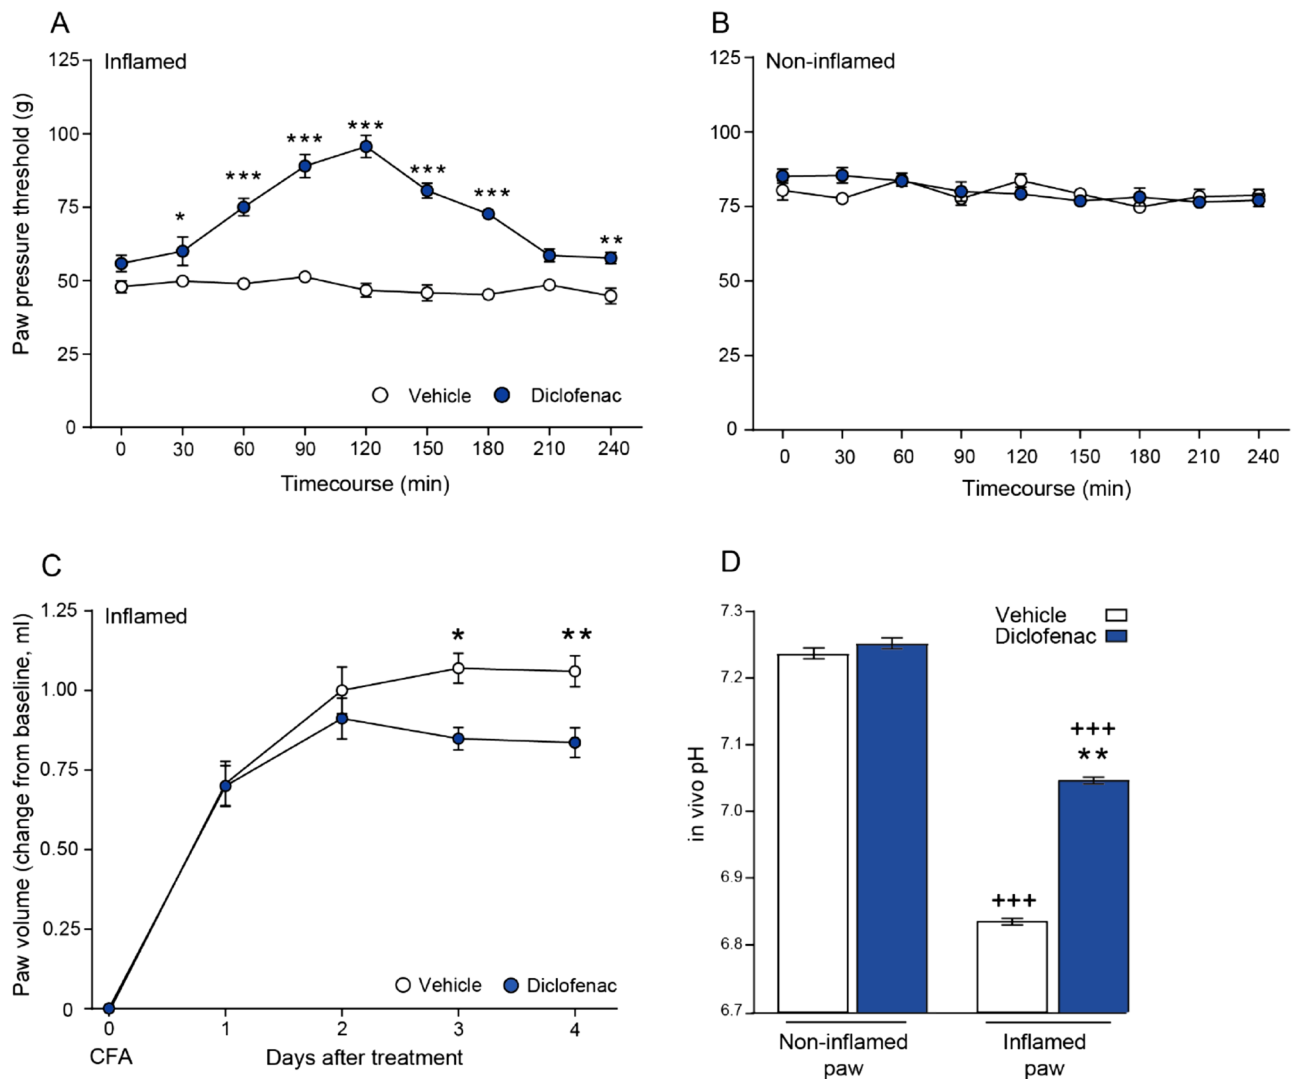 A
Inflamed
Paw pressure threshold (g)
125
100
75
50
25
0
*
***
***
***
***
***
**
Vehicle
Diclofenac
0 30 60 90 120 150 180 210 240
Timecourse (min)
B
Non-inflamed
125
100
75
50
25
0
0 30 60 90 120 150 180 210 240
Timecourse (min)
C
Inflamed
Paw volume (change from baseline, ml)
1.25
1.00
0.75
0.50
0.25
0
*
**
Vehicle
Diclofenac
0 1 2 3 4
CFA
Days after treatment
D
Vehicle
Diclofenac
in vivo pH
7.3
7.2
7.1
7.0
6.9
6.8
6.7
+++
+++
**
Non-inflamed
paw
Inflamed
paw